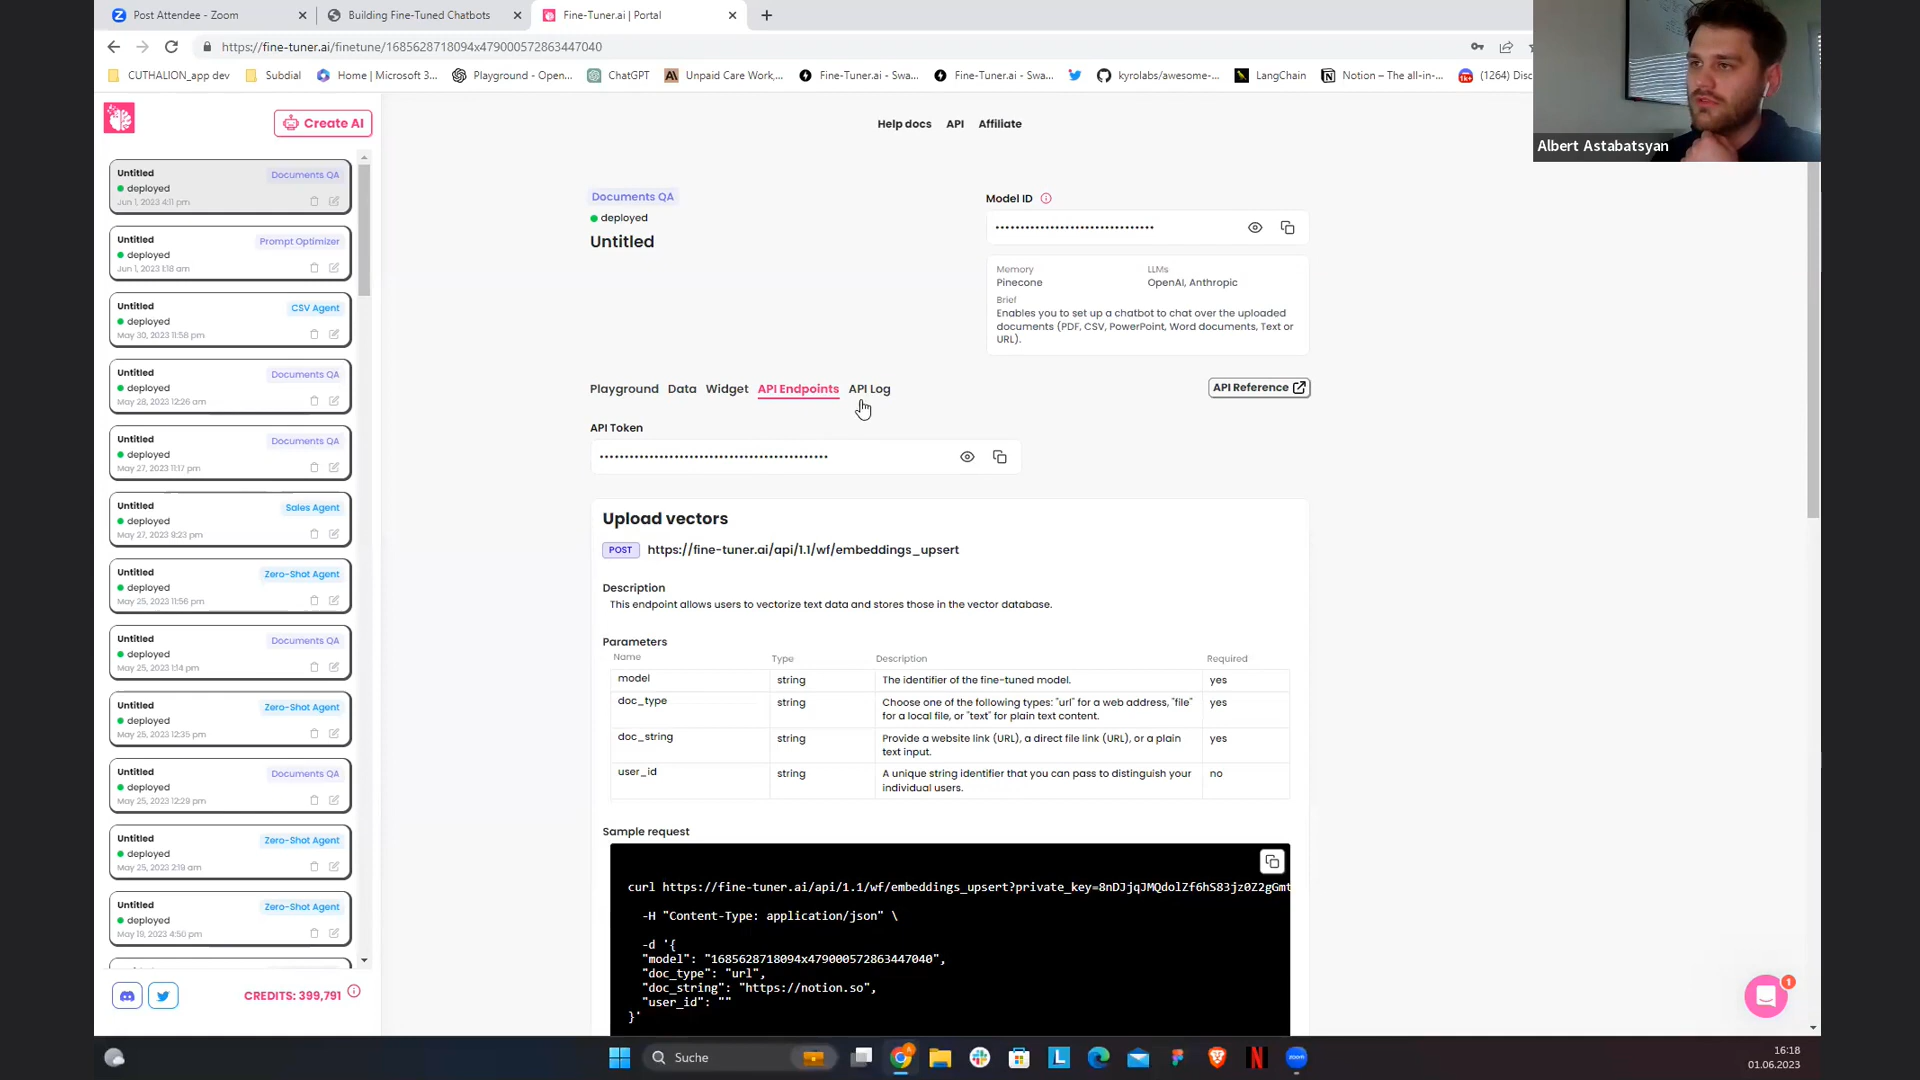 Post Attendee - Zoom
Building Fine-Tuned Chatbots
Fine-Tuner.ai | Portal
https://fine-tuner.ai/finetune/1685628718094x479000572863447040
CUTHALION_app dev
Subdial
Home | Microsoft 3...
Playground - Open...
ChatGPT
Unpaid Care Work,...
Fine-Tuner.ai - Swa...
Fine-Tuner.ai - Swa...
kyrolabs/awesome-...
LangChain
Notion – The all-in-...
(1264) Disc
Albert Astabatsyan
Create AI
Help docs
API
Affiliate
Untitled
Documents QA
deployed
Jun 1, 2023 4:11 pm
Untitled
Prompt Optimizer
deployed
Jun 1, 2023 1:18 am
Untitled
CSV Agent
deployed
May 30, 2023 11:58 pm
Untitled
Documents QA
deployed
May 28, 2023 12:26 am
Untitled
Documents QA
deployed
May 27, 2023 11:17 pm
Untitled
Sales Agent
deployed
May 27, 2023 9:23 pm
Untitled
Zero-Shot Agent
deployed
May 25, 2023 11:56 pm
Untitled
Documents QA
deployed
May 25, 2023 1:14 pm
Untitled
Zero-Shot Agent
deployed
May 25, 2023 12:35 pm
Untitled
Documents QA
deployed
May 25, 2023 12:29 pm
Untitled
Zero-Shot Agent
deployed
May 25, 2023 2:19 am
Untitled
Zero-Shot Agent
deployed
May 19, 2023 4:50 pm
CREDITS: 399,791
Documents QA
deployed
Untitled
Model ID
Memory
Pinecone
LLMs
OpenAI, Anthropic
Brief
Enables you to set up a chatbot to chat over the uploaded
documents (PDF, CSV, PowerPoint, Word documents, Text or
URL).
Playground
Data
Widget
API Endpoints
API Log
API Reference
API Token
Upload vectors
POST
https://fine-tuner.ai/api/1.1/wf/embeddings_upsert
Description
This endpoint allows users to vectorize text data and stores those in the vector database.
Parameters
Name Type Description Required
model string The identifier of the fine-tuned model. yes
doc_type string Choose one of the following types: "url" for a web address, "file"
for a local file, or "text" for plain text content. yes
doc_string string Provide a website link (URL), a direct file link (URL), or a plain
text input. yes
user_id string A unique string identifier that you can pass to distinguish your
individual users. no
Sample request
curl https://fine-tuner.ai/api/1.1/wf/embeddings_upsert?private_key=8nDJjqJMQdolZf6hS83jz0Z2gGmt
-H "Content-Type: application/json" \
-d '{
"model": "1685628718094x479000572863447040",
"doc_type": "url",
"doc_string": "https://notion.so",
"user_id": ""
}'
1
Suche
16:18
01.06.2023